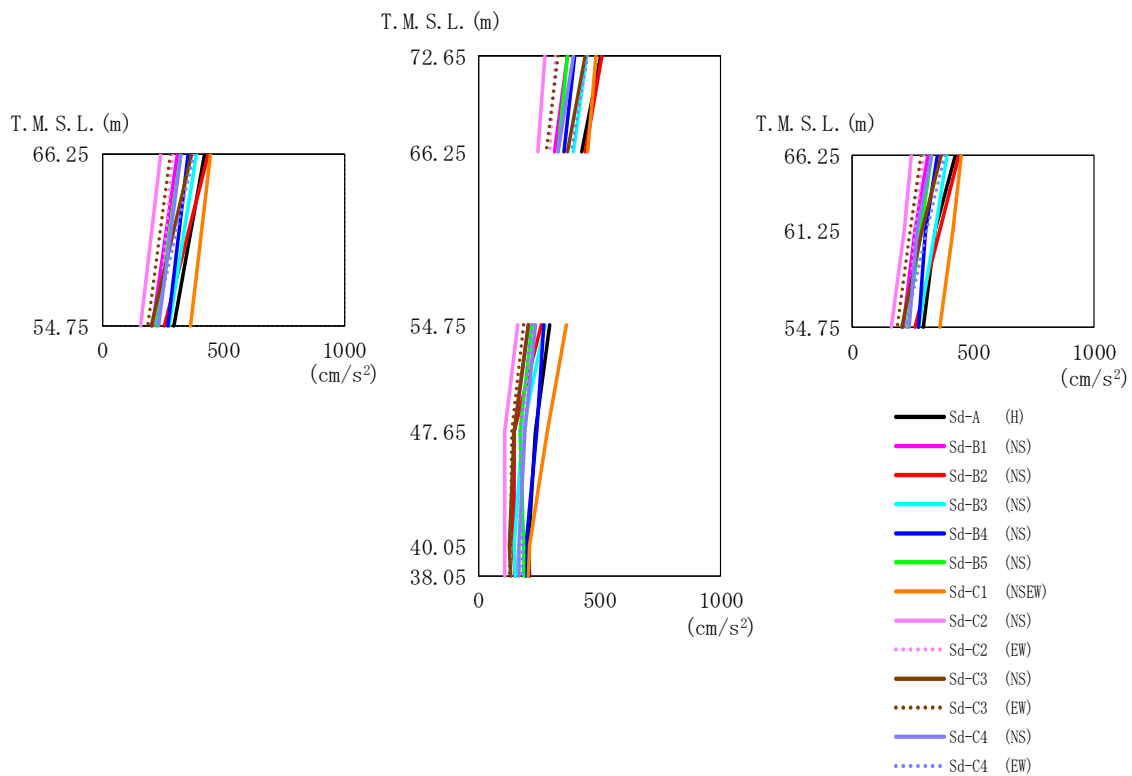 T.M.S.L.(m)
72.65
66.25
54.75
47.65
40.05
38.05
0 500 1000
(cm/s²)
T.M.S.L.(m)
66.25
54.75
0 500 1000
(cm/s²)
T.M.S.L.(m)
66.25
61.25
54.75
0 500 1000
(cm/s²)
Sd-A (H)
Sd-B1 (NS)
Sd-B2 (NS)
Sd-B3 (NS)
Sd-B4 (NS)
Sd-B5 (NS)
Sd-C1 (NSEW)
Sd-C2 (NS)
Sd-C2 (EW)
Sd-C3 (NS)
Sd-C3 (EW)
Sd-C4 (NS)
Sd-C4 (EW)